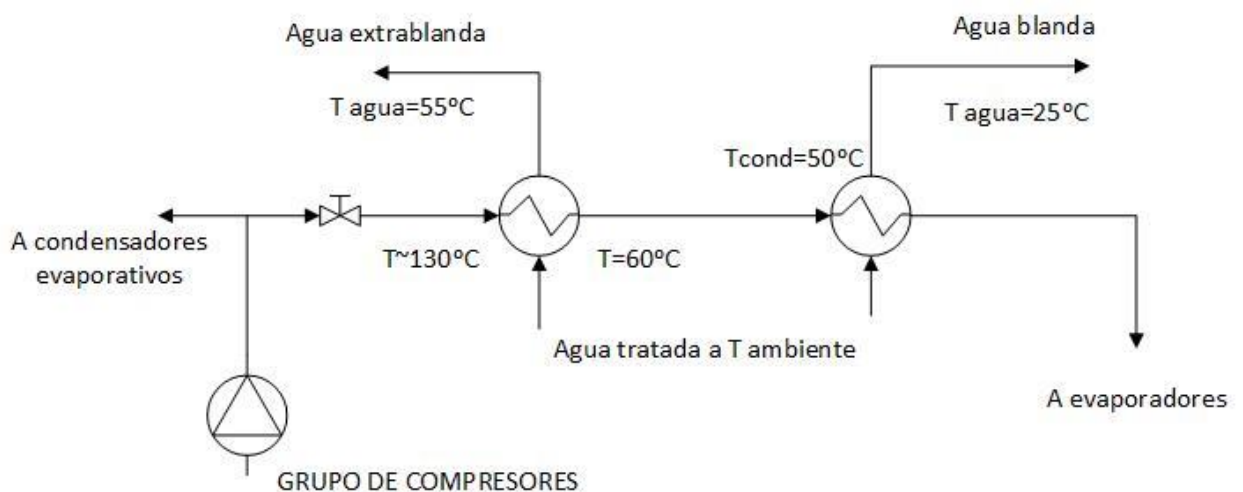 Agua extrablanda
Agua blanda
T agua=55ºC
T agua=25ºC
Tcond=50ºC
A condensadores
evaporativos
T~130ºC
T=60ºC
Agua tratada a T ambiente
A evaporadores
GRUPO DE COMPRESORES